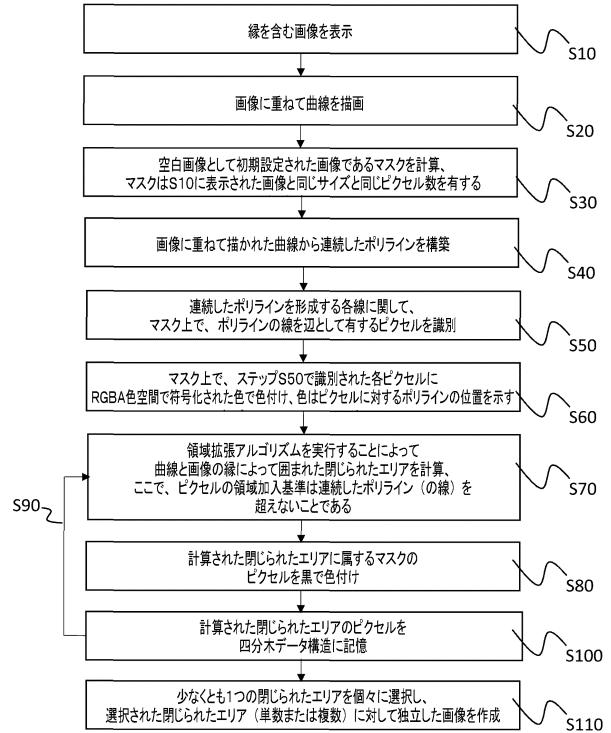 縁を含む画像を表示
S10
画像に重ねて曲線を描画
S20
空白画像として初期設定された画像であるマスクを計算、
マスクはS10に表示された画像と同じサイズと同じピクセル数を有する
S30
画像に重ねて描かれた曲線から連続したポリラインを構築
S40
連続したポリラインを形成する各線に関して、
マスク上で、ポリラインの線を辺として有するピクセルを識別
S50
マスク上で、ステップS50で識別された各ピクセルに
RGBA色空間で符号化された色で色付け、色はピクセルに対するポリラインの位置を示す
S60
領域拡張アルゴリズムを実行することによって
曲線と画像の縁によって囲まれた閉じられたエリアを計算、
ここで、ピクセルの領域加入基準は連続したポリライン（の線）を
超えないことである
S70
S90
計算された閉じられたエリアに属するマスクの
ピクセルを黒で色付け
S80
計算された閉じられたエリアのピクセルを
四分木データ構造に記憶
S100
少なくとも1つの閉じられたエリアを個々に選択し、
選択された閉じられたエリア（単数または複数）に対して独立した画像を作成
S110